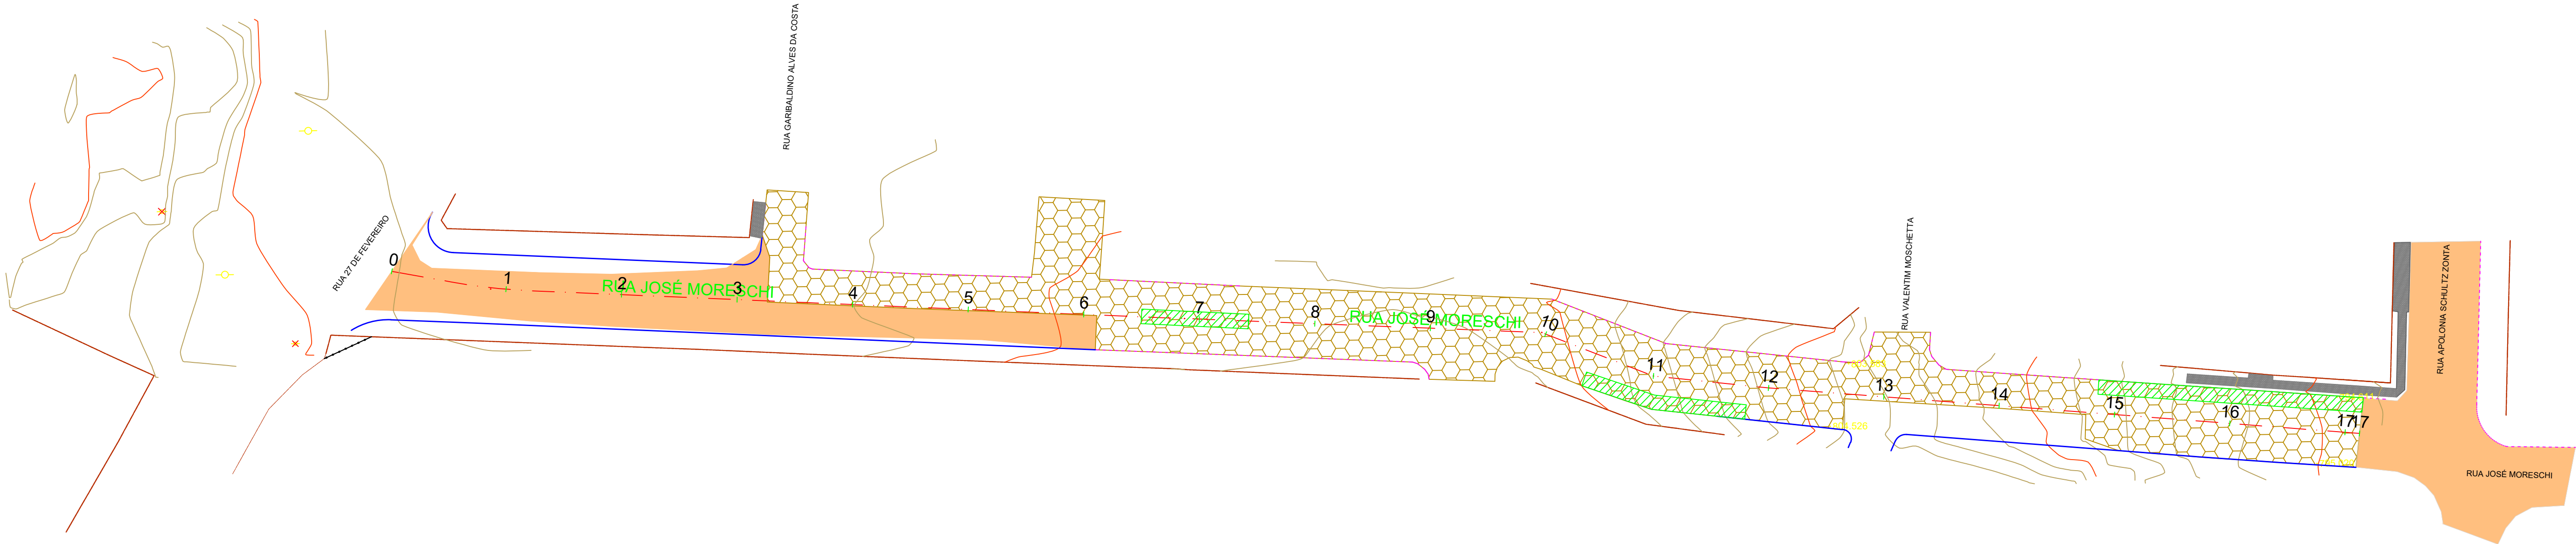 RUA GARIBALDINO ALVES DA COSTA
RUA 27 DE FEVEREIRO
0
1
2
RUA JOSÉ MORESCHI
3
4
5
6
7
8
RUA JOSÉ MORESCHI
9
10
11
12
RUA VALENTIM MOSCHETTA
13
14
15
16
17
17
RUA APOLONIA SCHULTZ ZONTA
RUA JOSÉ MORESCHI